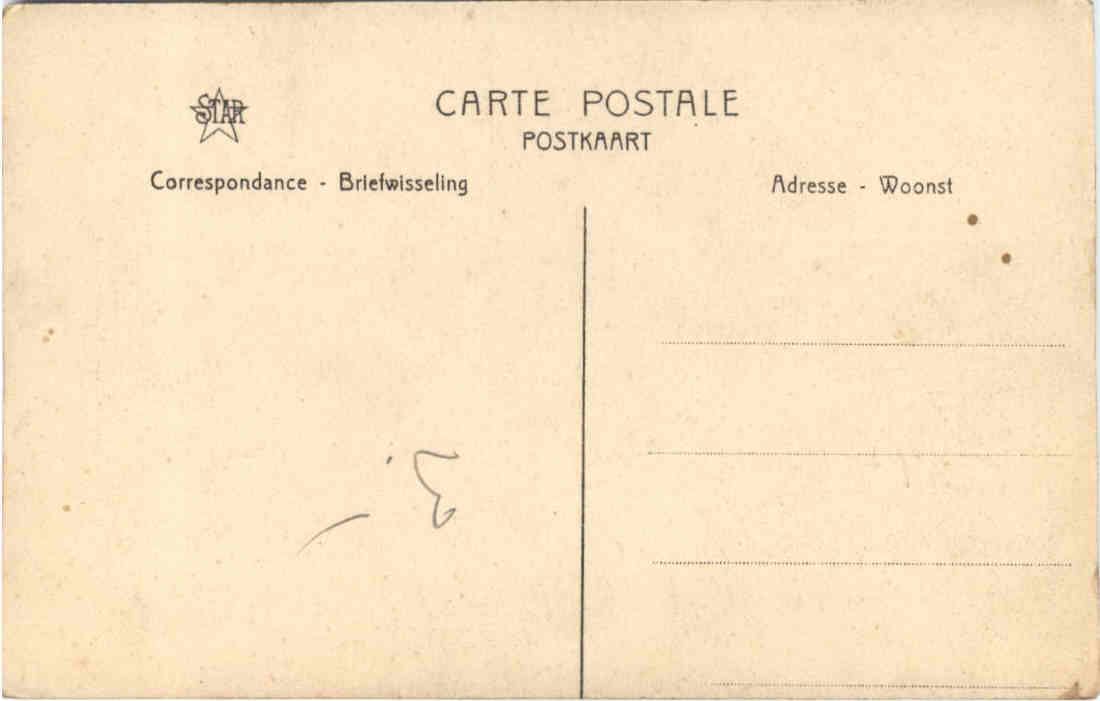 STAR
CARTE POSTALE
POSTKAART
Correspondance - Briefwisseling
Adresse - Woonst